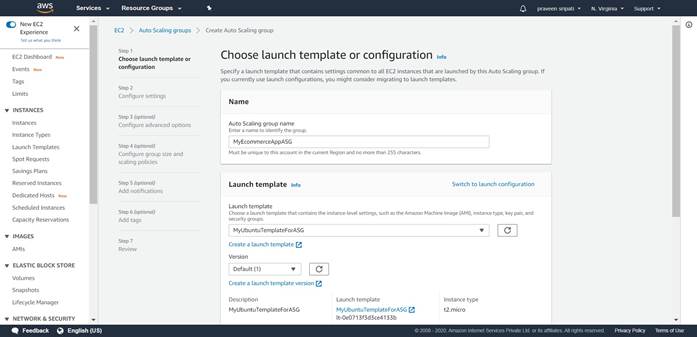 aws
Services
Resource Groups
praveen sripati
N. Virginia
Support
New EC2
Experience
Tell us what you think
EC2 Dashboard New
Events New
Tags
Limits
INSTANCES
Instances
Instance Types
Launch Templates
Spot Requests
Savings Plans
Reserved Instances
Dedicated Hosts New
Scheduled Instances
Capacity Reservations
IMAGES
AMIs
ELASTIC BLOCK STORE
Volumes
Snapshots
Lifecycle Manager
NETWORK & SECURITY
EC2 > Auto Scaling groups > Create Auto Scaling group
Step 1
Choose launch template or
configuration
Step 2
Configure settings
Step 3 (optional)
Configure advanced options
Step 4 (optional)
Configure group size and
scaling policies
Step 5 (optional)
Add notifications
Step 6 (optional)
Add tags
Step 7
Review
Choose launch template or configuration Info
Specify a launch template that contains settings common to all EC2 instances that are launched by this Auto Scaling group. If
you currently use launch configurations, you might consider migrating to launch templates.
Name
Auto Scaling group name
Enter a name to identify the group.
MyEcommerceAppASG
Must be unique to this account in the current Region and no more than 255 characters.
Launch template Info
Switch to launch configuration
Launch template
Choose a launch template that contains the instance-level settings, such as the Amazon Machine Image (AMI), instance type, key pair, and
security groups.
MyUbuntuTemplateForASG
Create a launch template
Version
Default (1)
Create a launch template version
Description
MyUbuntuTemplateForASG
Launch template
MyUbuntuTemplateForASG
lt-0e0713f3d3ce4133b
Instance type
t2.micro
Feedback
English (US)
© 2008 - 2020, Amazon Internet Services Private Ltd. or its affiliates. All rights reserved.
Privacy Policy
Terms of Use